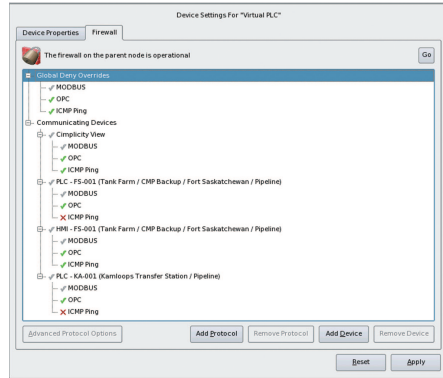 Device Settings For "Virtual PLC"
Device Properties
Firewall
The firewall on the parent node is operational
Go
Global Deny Overrides
MODBUS
OPC
ICMP Ping
Communicating Devices
Cimplicity View
MODBUS
OPC
ICMP Ping
PLC - FS-001 (Tank Farm / CMP Backup / Fort Saskatchewan / Pipeline)
MODBUS
OPC
ICMP Ping
HMI - FS-001 (Tank Farm / CMP Backup / Fort Saskatchewan / Pipeline)
MODBUS
OPC
ICMP Ping
PLC - KA-001 (Kamloops Transfer Station / Pipeline)
MODBUS
OPC
ICMP Ping
Advanced Protocol Options
Add Protocol
Remove Protocol
Add Device
Remove Device
Reset
Apply